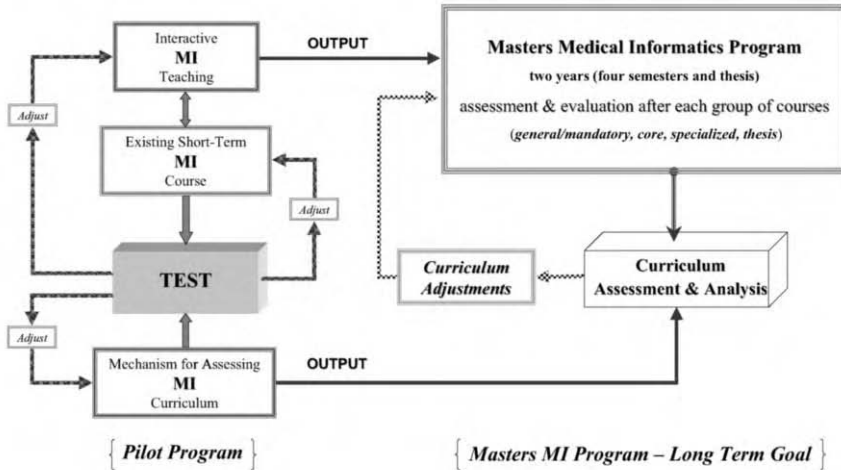 Interactive
MI
Teaching
OUTPUT
Masters Medical Informatics Program
two years (four semesters and thesis)
assessment & evaluation after each group of courses
(general/mandatory, core, specialized, thesis)
Adjust
Existing Short-Term
MI
Course
Adjust
TEST
Curriculum
Adjustments
Curriculum
Assessment & Analysis
Adjust
Mechanism for Assessing
MI
Curriculum
OUTPUT
{ Pilot Program }
{ Masters MI Program – Long Term Goal }